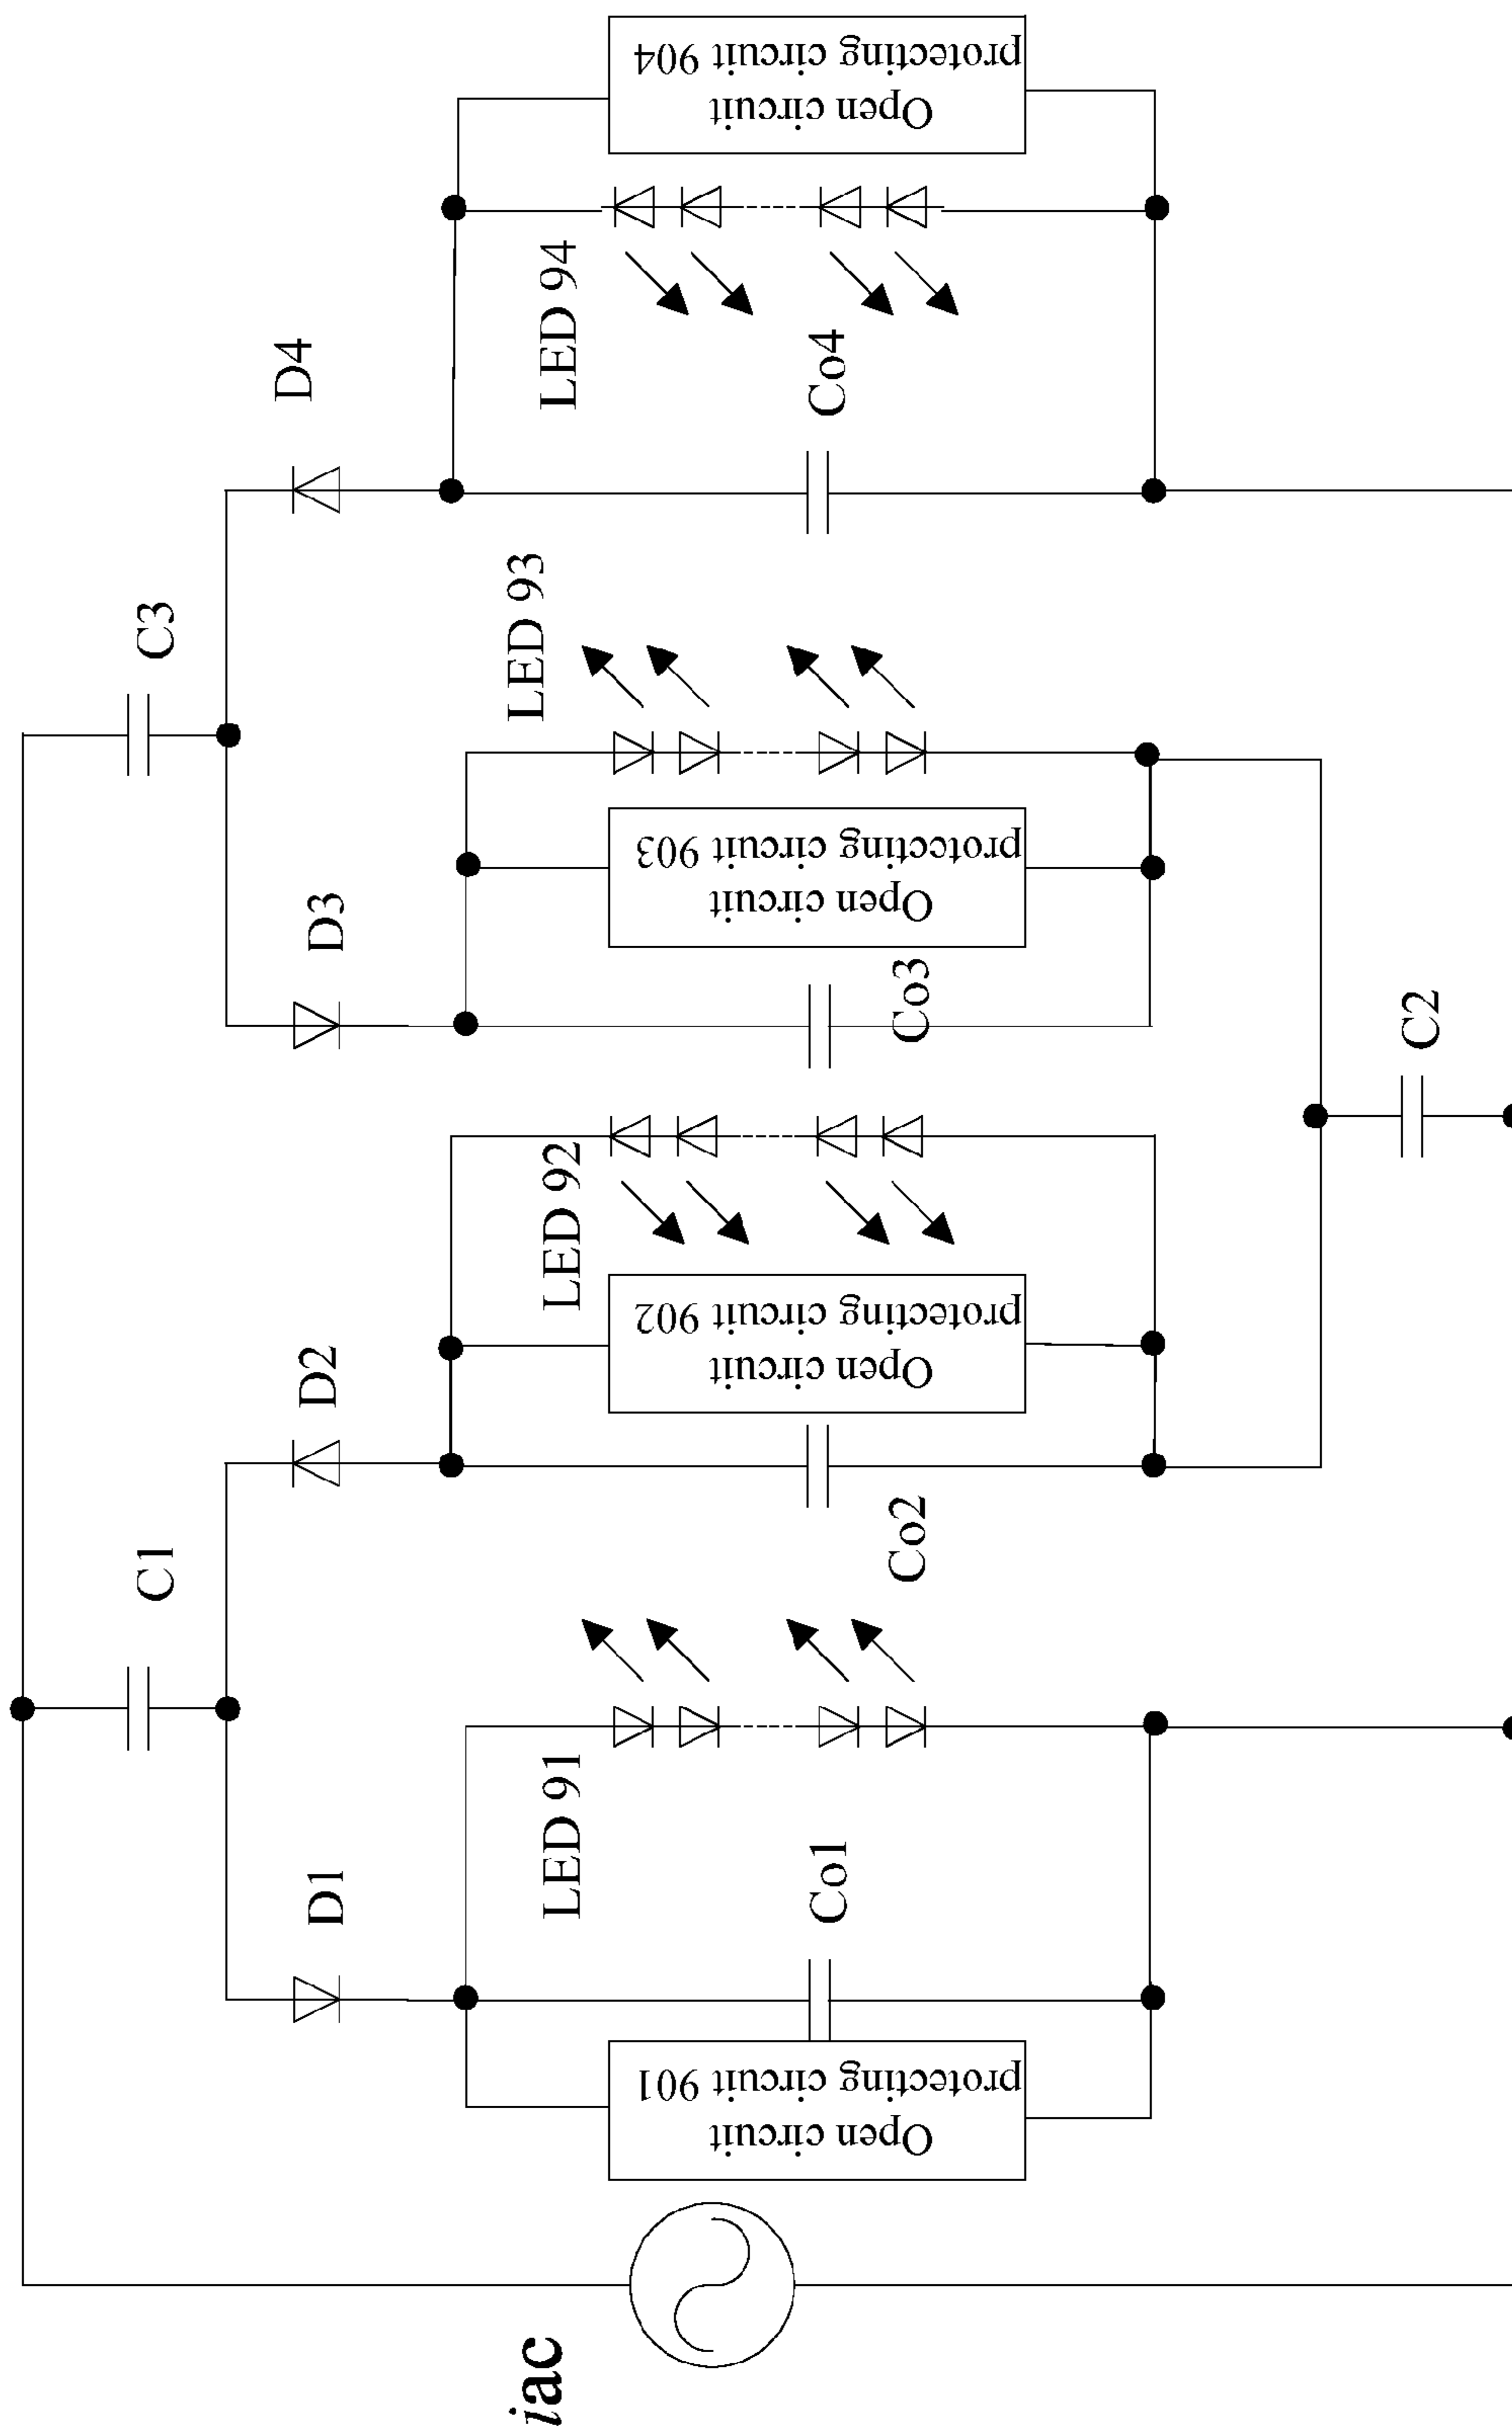 iac
C1
C3
D1
D2
D3
D4
LED 91
LED 92
LED 93
LED 94
Open circuit
protecting circuit 901
Co1
Co2
Open circuit
protecting circuit 902
Co3
Open circuit
protecting circuit 903
Co4
Open circuit
protecting circuit 904
C2